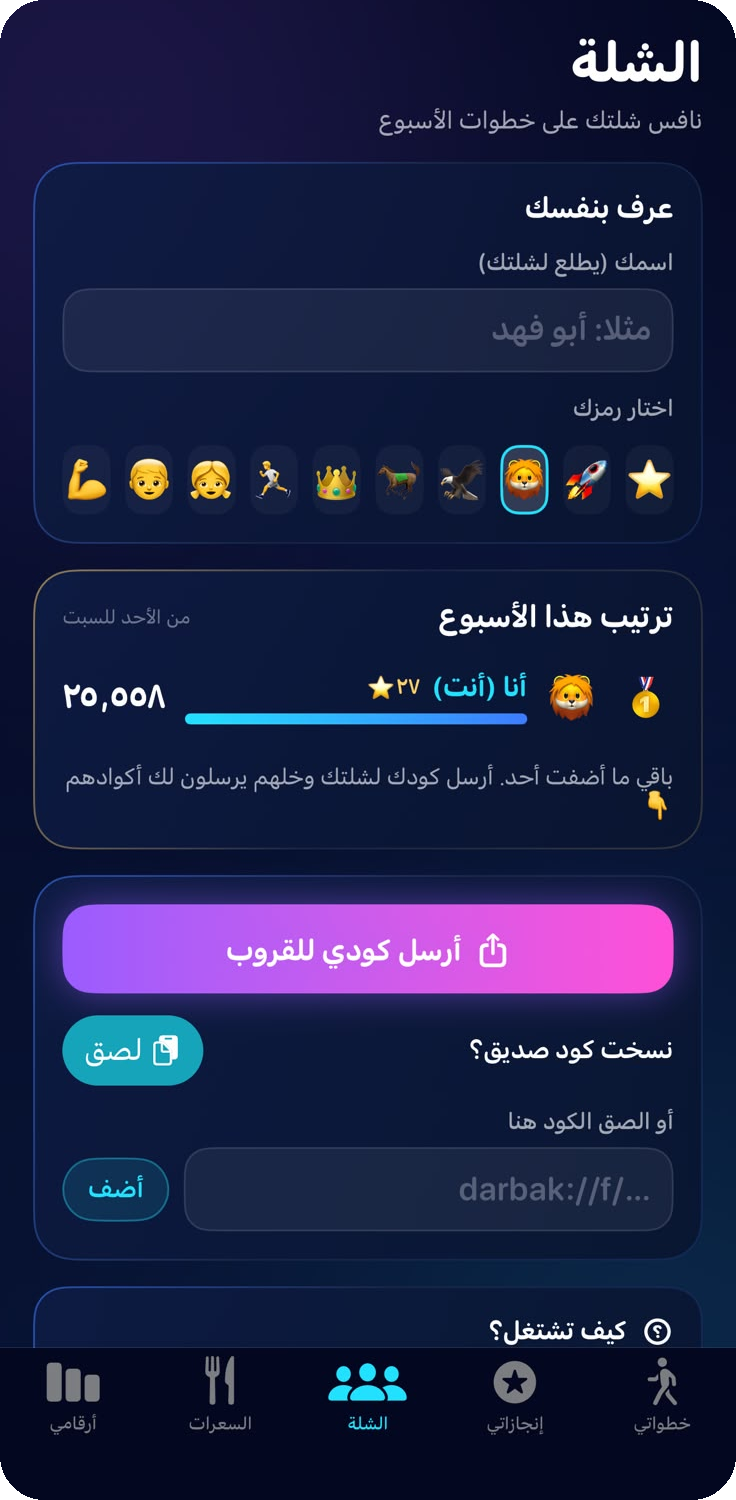 الشلة
نافس شلتك على خطوات الأسبوع
عرف بنفسك
اسمك (يطلع لشلتك)
مثلا: أبو فهد
اختار رمزك
ترتيب هذا الأسبوع
من الأحد للسبت
أنا (أنت) ٢٧
٢٥,٥٥٨
باقي ما أضفت أحد. أرسل كودك لشلتك وخلهم يرسلون لك أكوادهم
أرسل كودي للقروب
نسخت كود صديق؟
لصق
أو الصق الكود هنا
darbak://f/...
أضف
كيف تشتغل؟
خطواتي
إنجازاتي
الشلة
السعرات
أرقامي